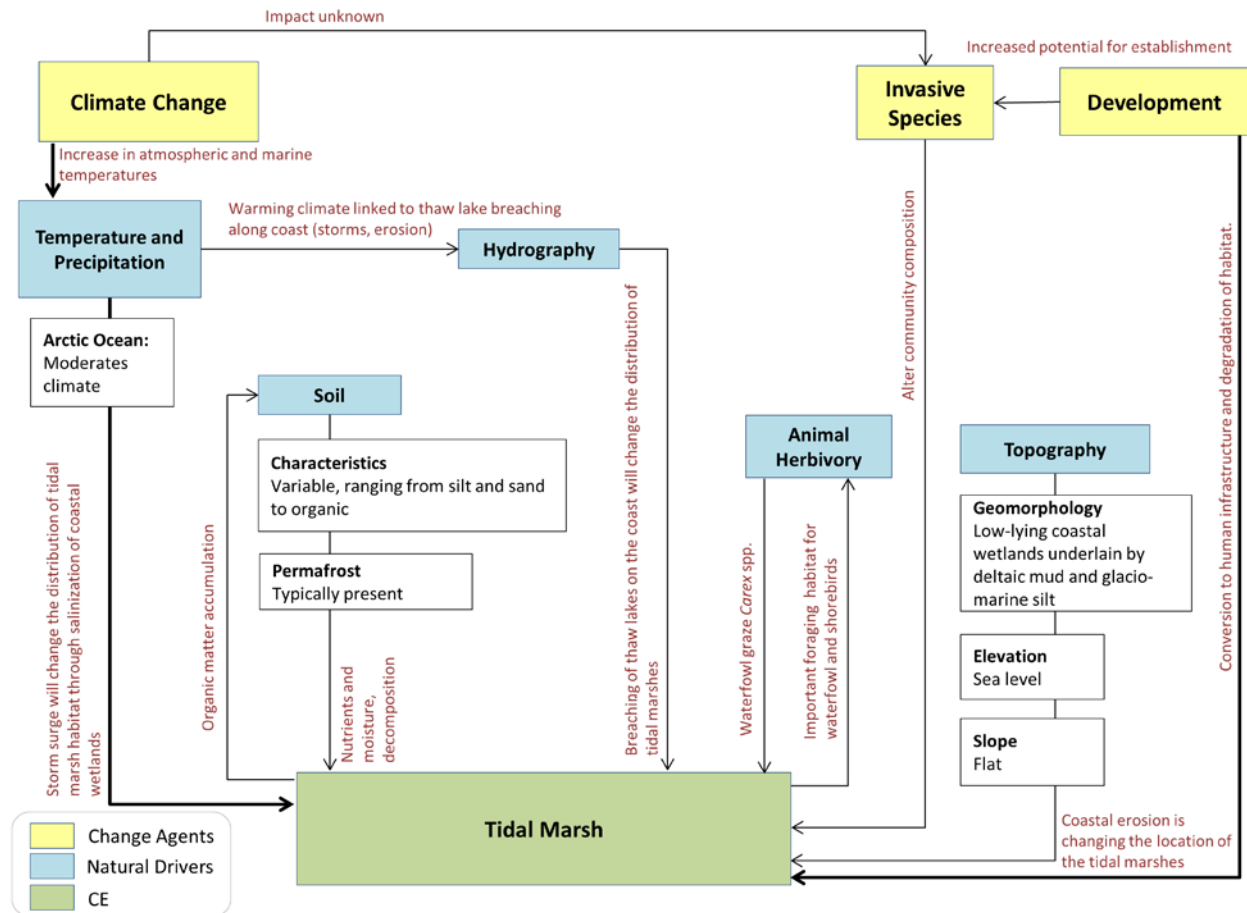 Impact unknown
Increased potential for establishment
Climate Change
Invasive
Species
Development
Increase in atmospheric and marine
temperatures
Warming climate linked to thaw lake breaching
along coast (storms, erosion)
Temperature and
Precipitation
Hydrography
Arctic Ocean:
Moderates
climate
Soil
Characteristics
Variable, ranging from silt and sand
to organic
Permafrost
Typically present
Animal
Herbivory
Topography
Geomorphology
Low-lying coastal
wetlands underlain by
deltaic mud and glacio-
marine silt
Elevation
Sea level
Slope
Flat
Storm surge will change the distribution of tidal
marsh habitat through salinization of coastal
wetlands
Organic matter accumulation
Nutrients and
moisture,
decomposition
Breaching of thaw lakes on the coast will change the distribution of
tidal marshes
Waterfowl graze Carex spp.
Important foraging habitat for
waterfowl and shorebirds
Alter community composition
Conversion to human infrastructure and degradation of habitat.
Coastal erosion is
changing the location of
the tidal marshes
Tidal Marsh
Change Agents
Natural Drivers
CE